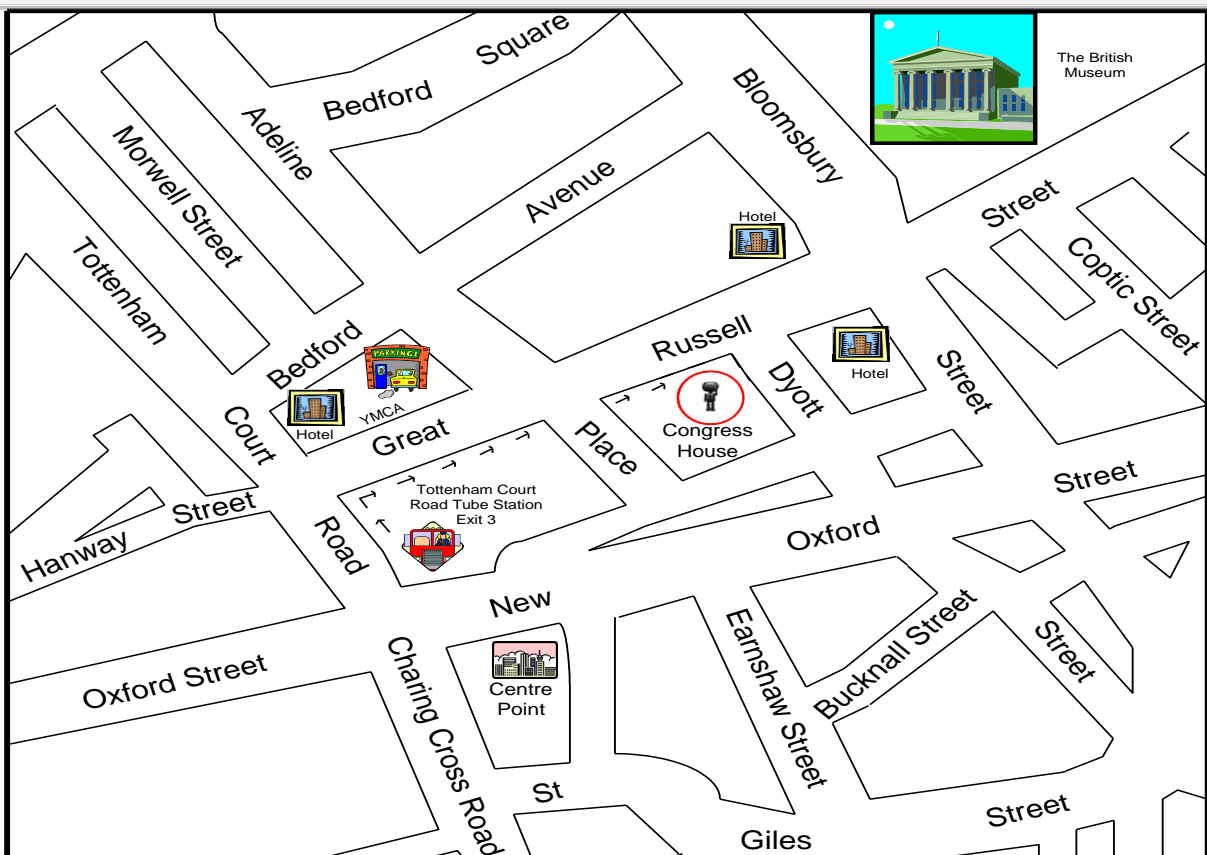 Square
Bedford
The British
Museum
Bloomsbury
Adeline
Morwell Street
Avenue
Street
Hotel
Coptic Street
Tottenham
Russell
Bedford
PARKING!
Hotel
YMCA
Hotel
Dyott
Street
Court
Great
Place
Congress
House
Tottenham Court
Road Tube Station
Exit 3
Street
Street
Hanway
Road
Oxford
New
Earnshaw Street
Bucknall Street
Street
Oxford Street
Charing Cross Road
Centre
Point
St
Giles
Street